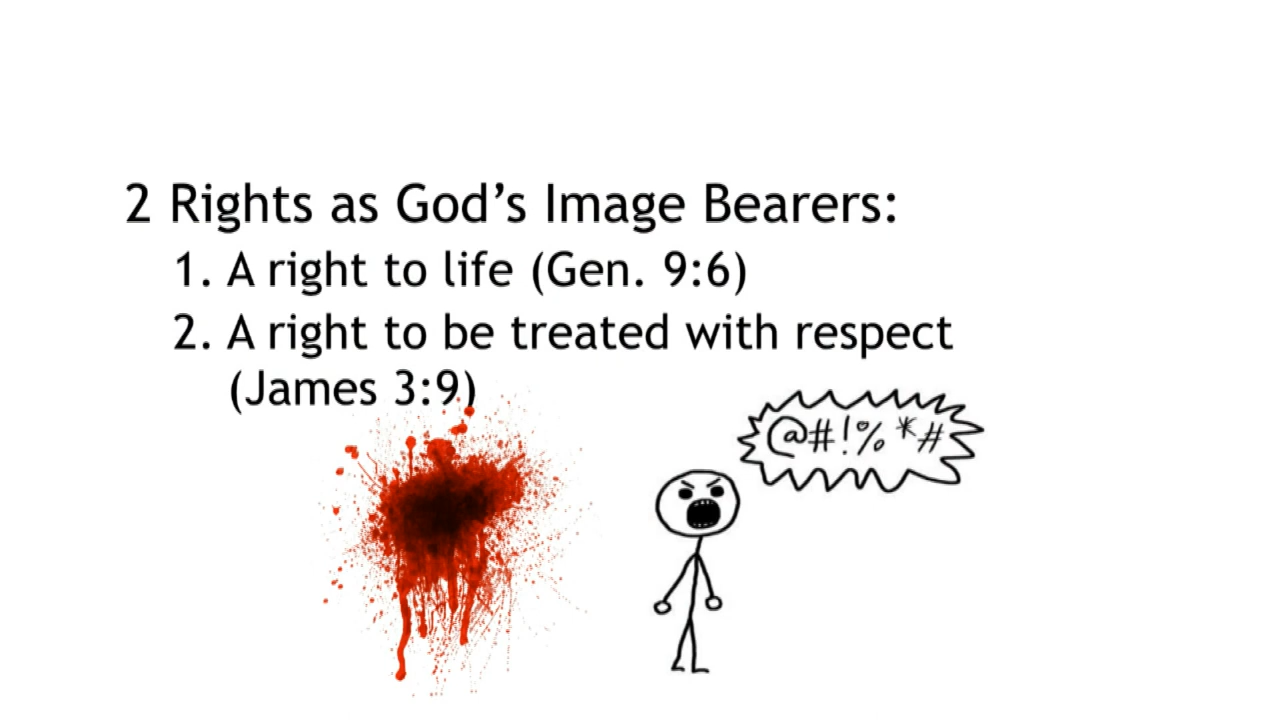 2 Rights as God’s Image Bearers:
1. A right to life (Gen. 9:6)
2. A right to be treated with respect
(James 3:9)
@#!%*#